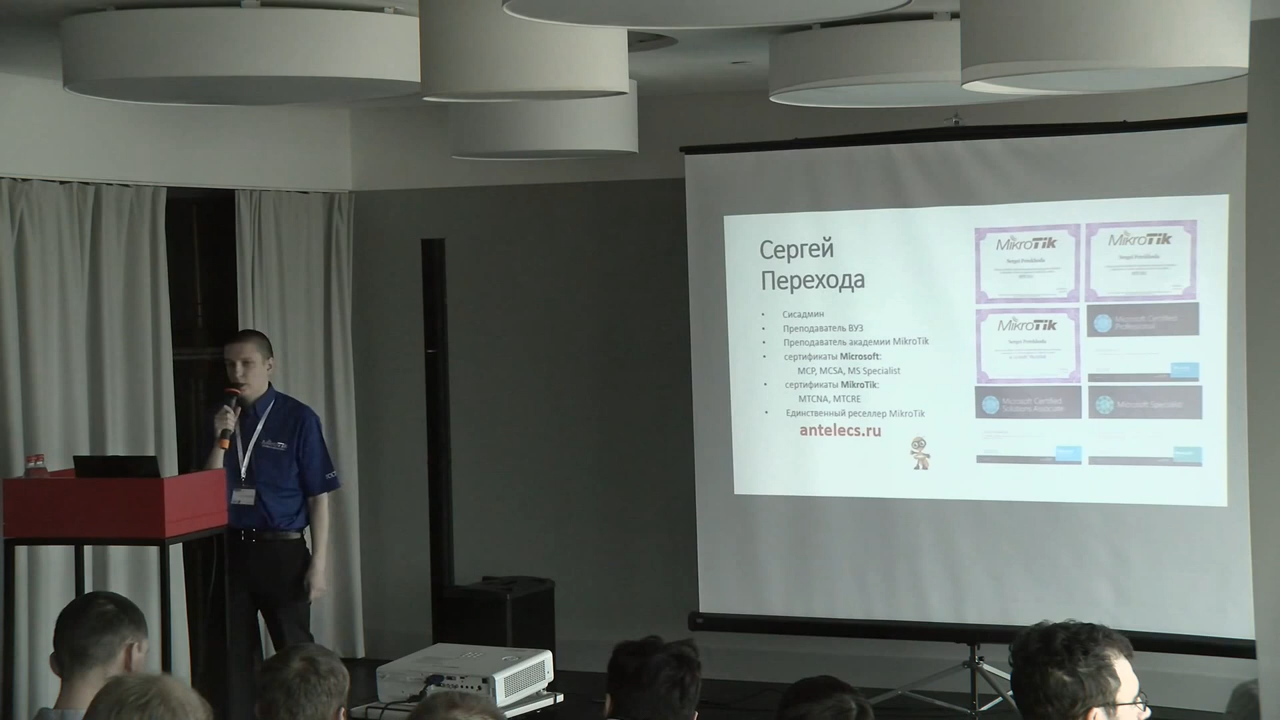 Сергей
Перехода
• Сисадмин
• Преподаватель ВУЗ
• Преподаватель академии MikroTik
• сертификаты Microsoft:
MCP, MCSA, MS Specialist
• сертификаты MikroTik:
MTCNA, MTCRE
• Единственный реселлер MikroTik
antelecs.ru
MikroTik
MikroTik
MikroTik
Microsoft Certified
Professional
Microsoft Certified
Solutions Associate
Microsoft Specialist